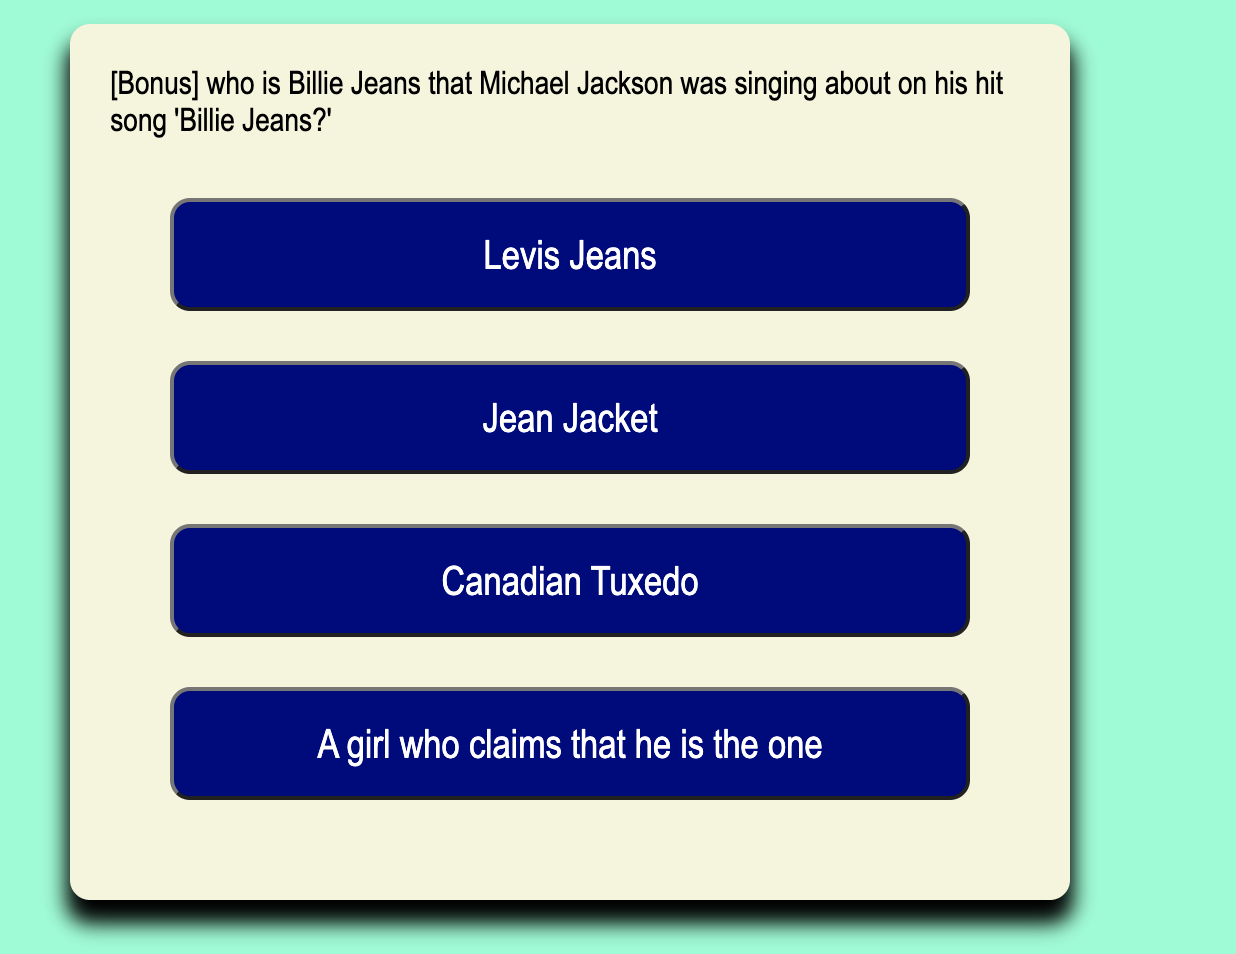 [Bonus] who is Billie Jeans that Michael Jackson was singing about on his hit
song 'Billie Jeans?'
Levis Jeans
Jean Jacket
Canadian Tuxedo
A girl who claims that he is the one